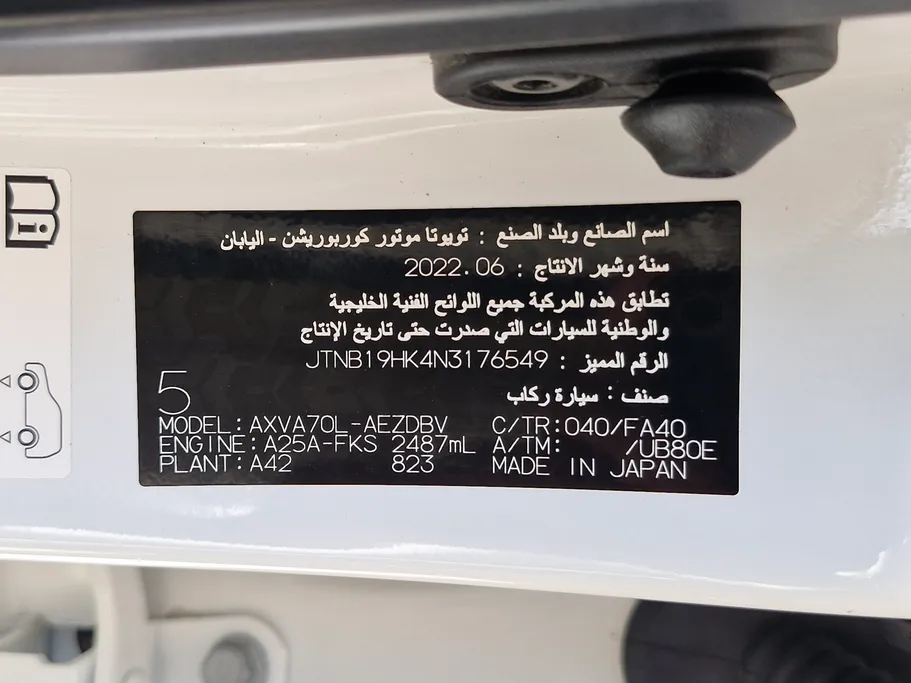 اسم الصانع وبلد الصنع : تويوتا موتور كوربوريشن - اليابان
سنة وشهر الانتاج : 2022.06
تطابق هذه المركبة جميع اللوائح الفنية الخليجية
والوطنية للسيارات التي صدرت حتى تاريخ الإنتاج
الرقم المميز : JTNB19HK4N3176549
صنف : سيارة ركاب
5
MODEL:AXVA70L-AEZDBV C/TR:040/FA40
ENGINE:A25A-FKS 2487mL A/TM: /UB80E
PLANT:A42 823 MADE IN JAPAN